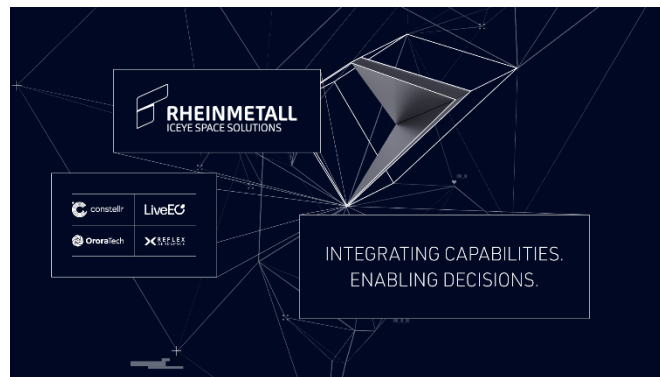 RHEINMETALL
ICEYE SPACE SOLUTIONS
constellr
LiveEO
OroraTech
REFLEX
INTEGRATING CAPABILITIES.
ENABLING DECISIONS.